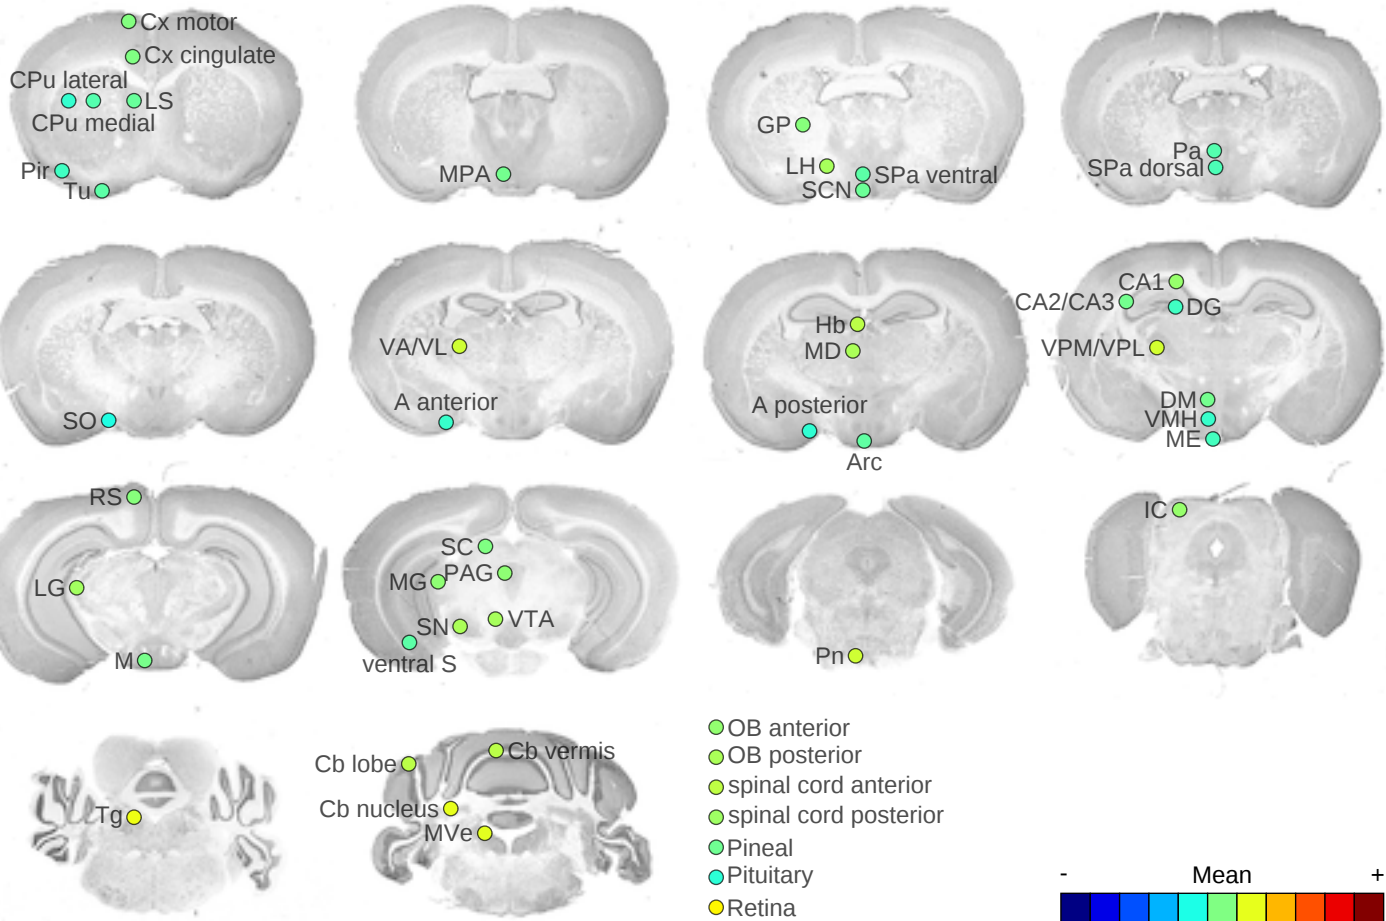 Cx motor
Cx cingulate
CPu lateral
LS
CPu medial
Pir
Tu
MPA
GP
LH
SPa ventral
SCN
Pa
SPa dorsal
SO
VA/VL
A anterior
Hb
MD
A posterior
Arc
CA1
CA2/CA3
DG
VPM/VPL
DM
VMH
ME
RS
LG
M
SC
MG
PAG
SN
VTA
ventral S
Pn
IC
Tg
Cb lobe
Cb vermis
Cb nucleus
MVe
OB anterior
OB posterior
spinal cord anterior
spinal cord posterior
Pineal
Pituitary
Retina
- Mean +